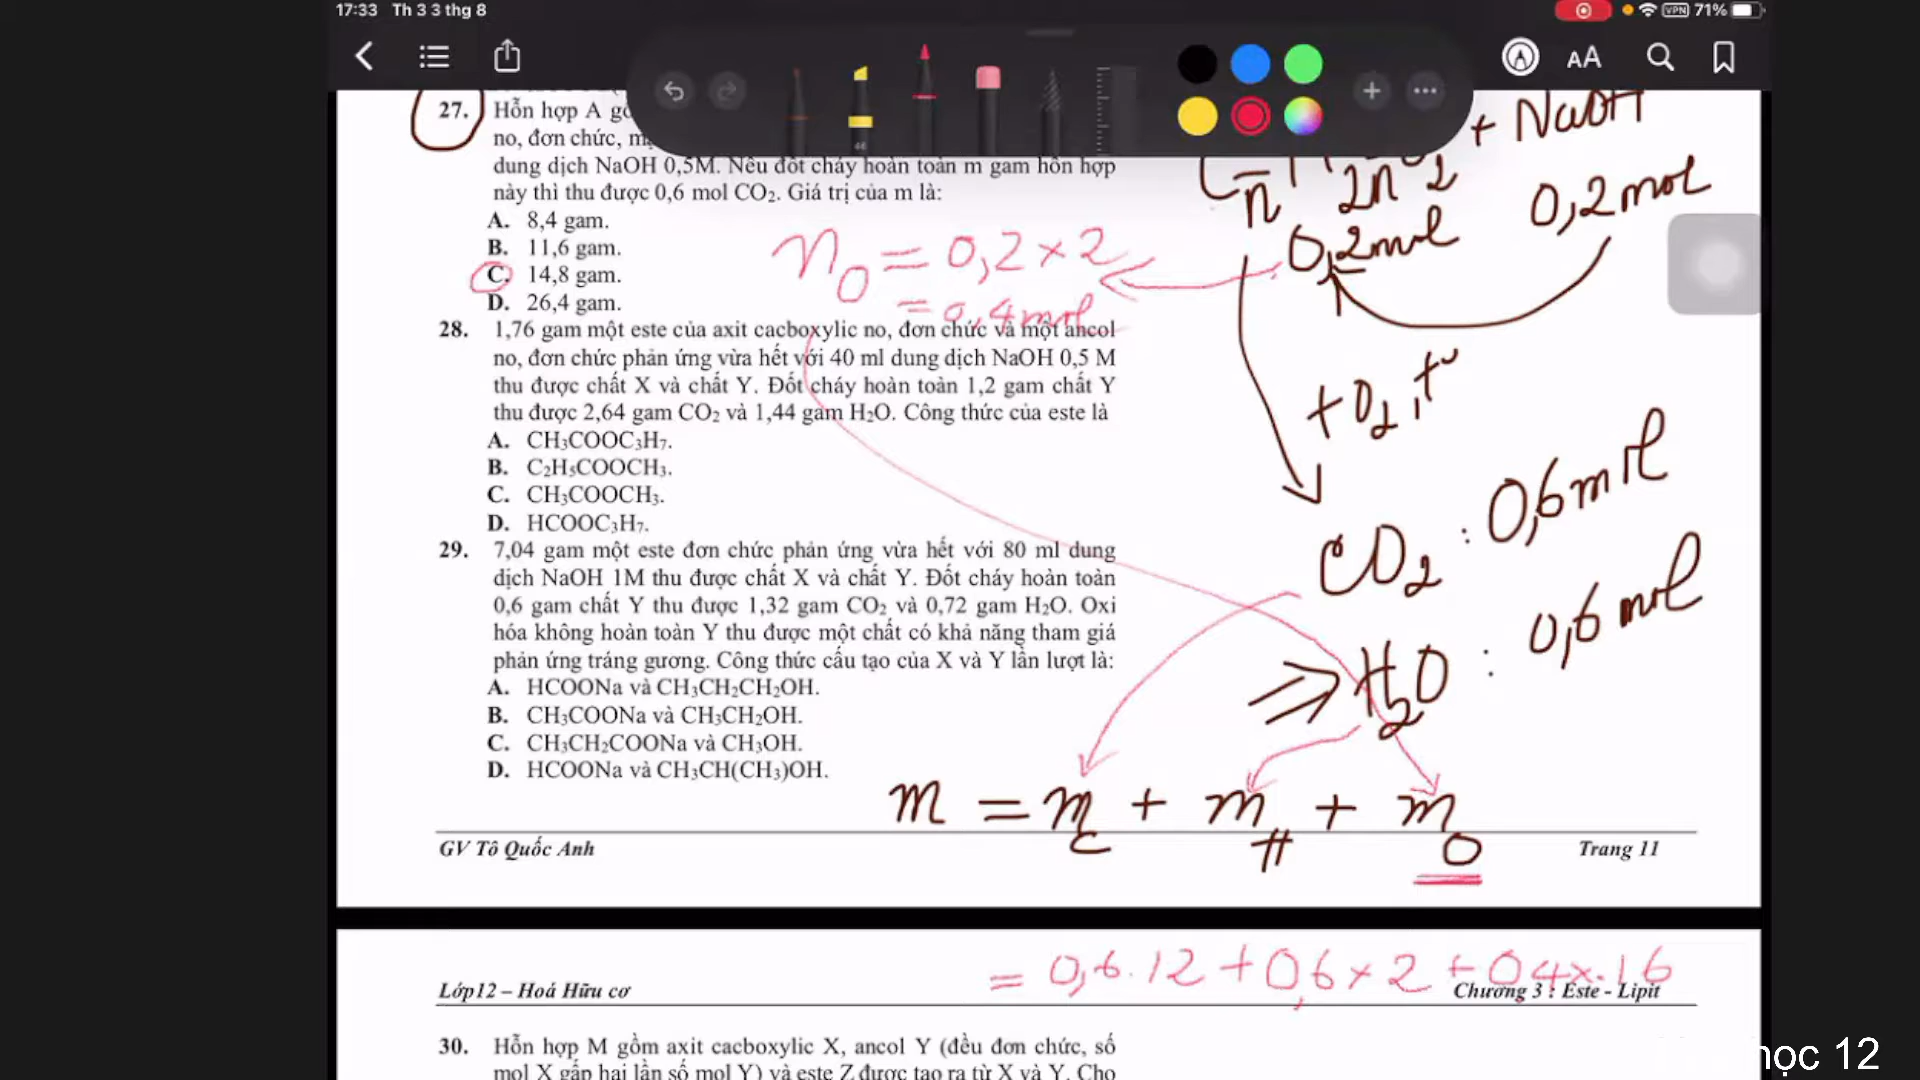 17:33 Th 3 3 thg 8
VPN 71%
AA
27. Hỗn hợp A gồ
no, đơn chức, m
dung dịch NaOH 0,5M. Nếu đốt cháy hoàn toàn m gam hỗn hợp
này thì thu được 0,6 mol CO₂. Giá trị của m là:
A. 8,4 gam.
B. 11,6 gam.
C. 14,8 gam.
D. 26,4 gam.
28. 1,76 gam một este của axit cacboxylic no, đơn chức và một ancol
no, đơn chức phản ứng vừa hết với 40 ml dung dịch NaOH 0,5 M
thu được chất X và chất Y. Đốt cháy hoàn toàn 1,2 gam chất Y
thu được 2,64 gam CO₂ và 1,44 gam H₂O. Công thức của este là
A. CH₃COOC₃H₇.
B. C₂H₅COOCH₃.
C. CH₃COOCH₃.
D. HCOOC₃H₇.
29. 7,04 gam một este đơn chức phản ứng vừa hết với 80 ml dung
dịch NaOH 1M thu được chất X và chất Y. Đốt cháy hoàn toàn
0,6 gam chất Y thu được 1,32 gam CO₂ và 0,72 gam H₂O. Oxi
hóa không hoàn toàn Y thu được một chất có khả năng tham giá
phản ứng tráng gương. Công thức cấu tạo của X và Y lần lượt là:
A. HCOONa và CH₃CH₂CH₂OH.
B. CH₃COONa và CH₃CH₂OH.
C. CH₃CH₂COONa và CH₃OH.
D. HCOONa và CH₃CH(CH₃)OH.
+ NaOH
0,2mol 0,2mol
n_O = 0,2 × 2
= 0,4 mol
+O₂, t°
CO₂ : 0,6 mol
⇒ H₂O : 0,6 mol
m = m_C + m_H + m_O
GV Tô Quốc Anh Trang 11
= 0,6.12 + 0,6×2 + 0,4×16
Lớp12 – Hoá Hữu cơ Chương 3 : Este - Lipit
30. Hỗn hợp M gồm axit cacboxylic X, ancol Y (đều đơn chức, số
mol X gấp hai lần số mol Y) và este Z được tạo ra từ X và Y. Cho
học 12